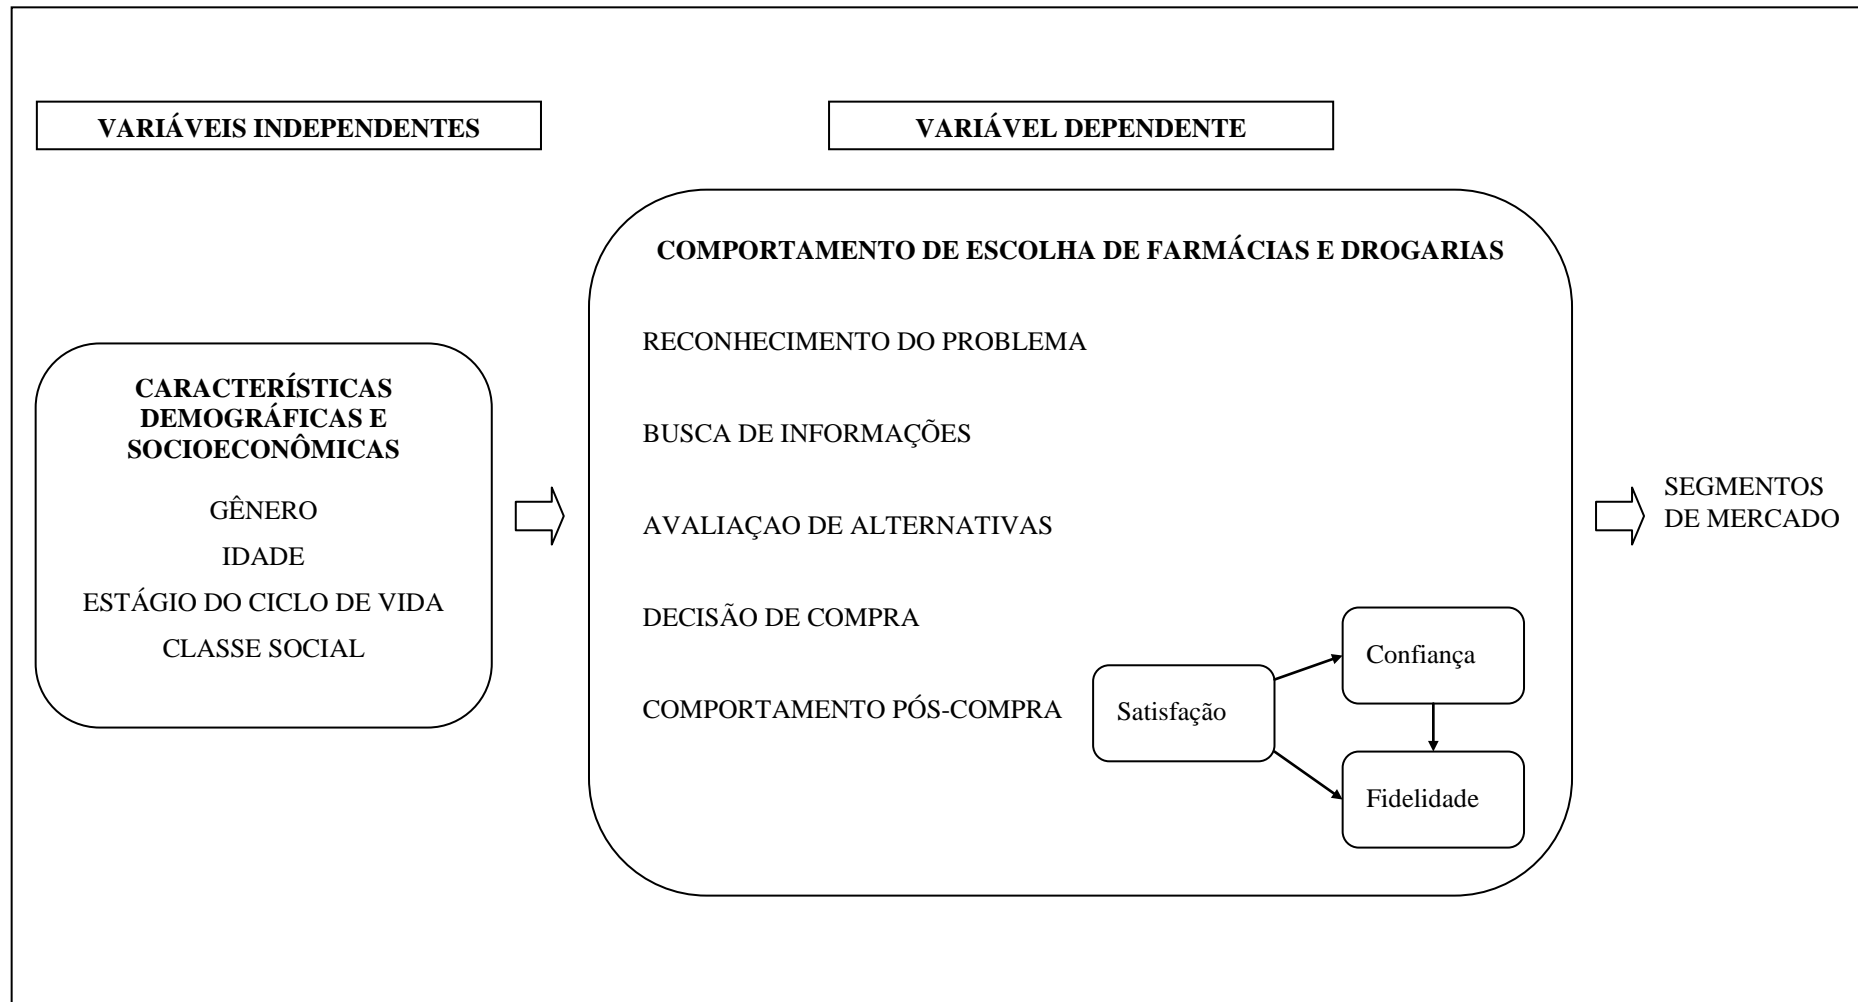 VARIÁVEIS INDEPENDENTES
VARIÁVEL DEPENDENTE
CARACTERÍSTICAS
DEMOGRÁFICAS E
SOCIOECONÔMICAS
GÊNERO
IDADE
ESTÁGIO DO CICLO DE VIDA
CLASSE SOCIAL
COMPORTAMENTO DE ESCOLHA DE FARMÁCIAS E DROGARIAS
RECONHECIMENTO DO PROBLEMA
BUSCA DE INFORMAÇÕES
AVALIAÇAO DE ALTERNATIVAS
DECISÃO DE COMPRA
COMPORTAMENTO PÓS-COMPRA
Satisfação
Confiança
Fidelidade
SEGMENTOS
DE MERCADO